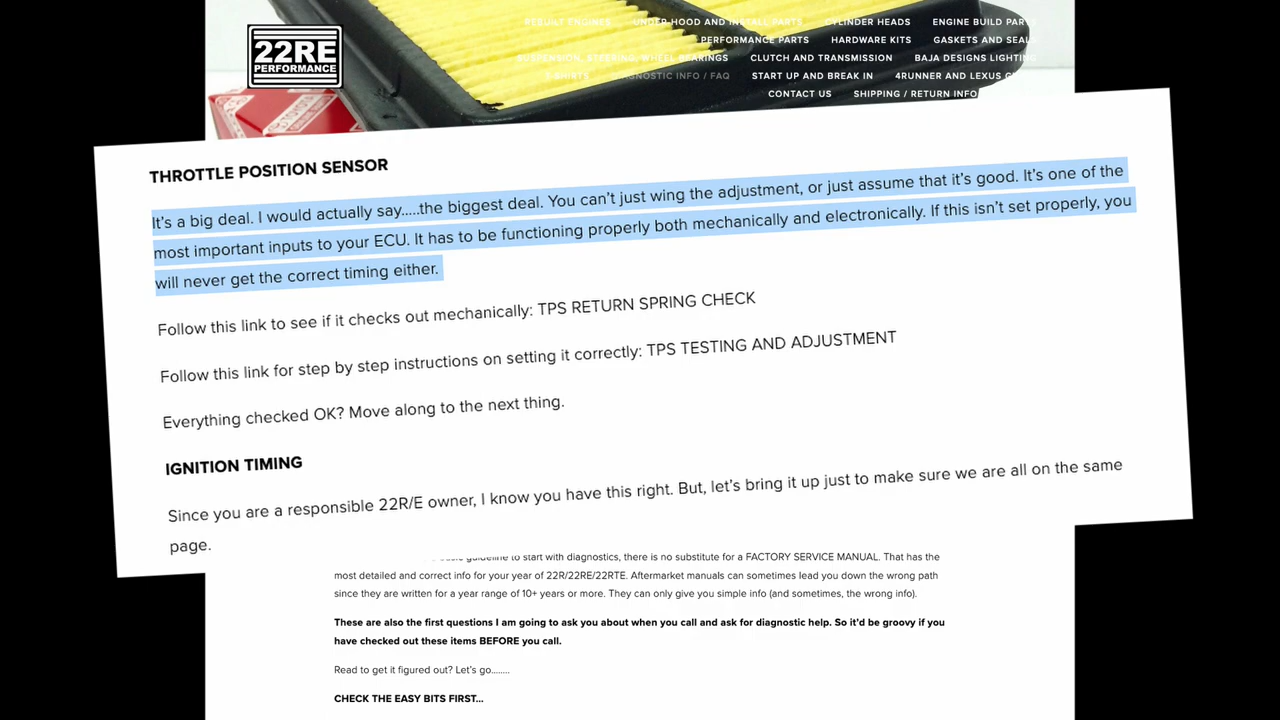 22RE
PERFORMANCE
REBUILT ENGINES UNDER HOOD AND INSTALL PARTS CYLINDER HEADS ENGINE BUILD PARTS
PERFORMANCE PARTS HARDWARE KITS GASKETS AND SEALS
SUSPENSION, STEERING, WHEEL BEARINGS CLUTCH AND TRANSMISSION BAJA DESIGNS LIGHTING
T-SHIRTS DIAGNOSTIC INFO / FAQ START UP AND BREAK IN 4RUNNER AND LEXUS
CONTACT US SHIPPING / RETURN INFO
THROTTLE POSITION SENSOR
It's a big deal. I would actually say.....the biggest deal. You can't just wing the adjustment, or just assume that it's good. It's one of the
most important inputs to your ECU. It has to be functioning properly both mechanically and electronically. If this isn't set properly, you
will never get the correct timing either.
Follow this link to see if it checks out mechanically: TPS RETURN SPRING CHECK
Follow this link for step by step instructions on setting it correctly: TPS TESTING AND ADJUSTMENT
Everything checked OK? Move along to the next thing.
IGNITION TIMING
Since you are a responsible 22R/E owner, I know you have this right. But, let's bring it up just to make sure we are all on the same
page.
basic guideline to start with diagnostics, there is no substitute for a FACTORY SERVICE MANUAL. That has the
most detailed and correct info for your year of 22R/22RE/22RTE. Aftermarket manuals can sometimes lead you down the wrong path
since they are written for a year range of 10+ years or more. They can only give you simple info (and sometimes, the wrong info).
These are also the first questions I am going to ask you about when you call and ask for diagnostic help. So it'd be groovy if you
have checked out these items BEFORE you call.
Read to get it figured out? Let's go........
CHECK THE EASY BITS FIRST...